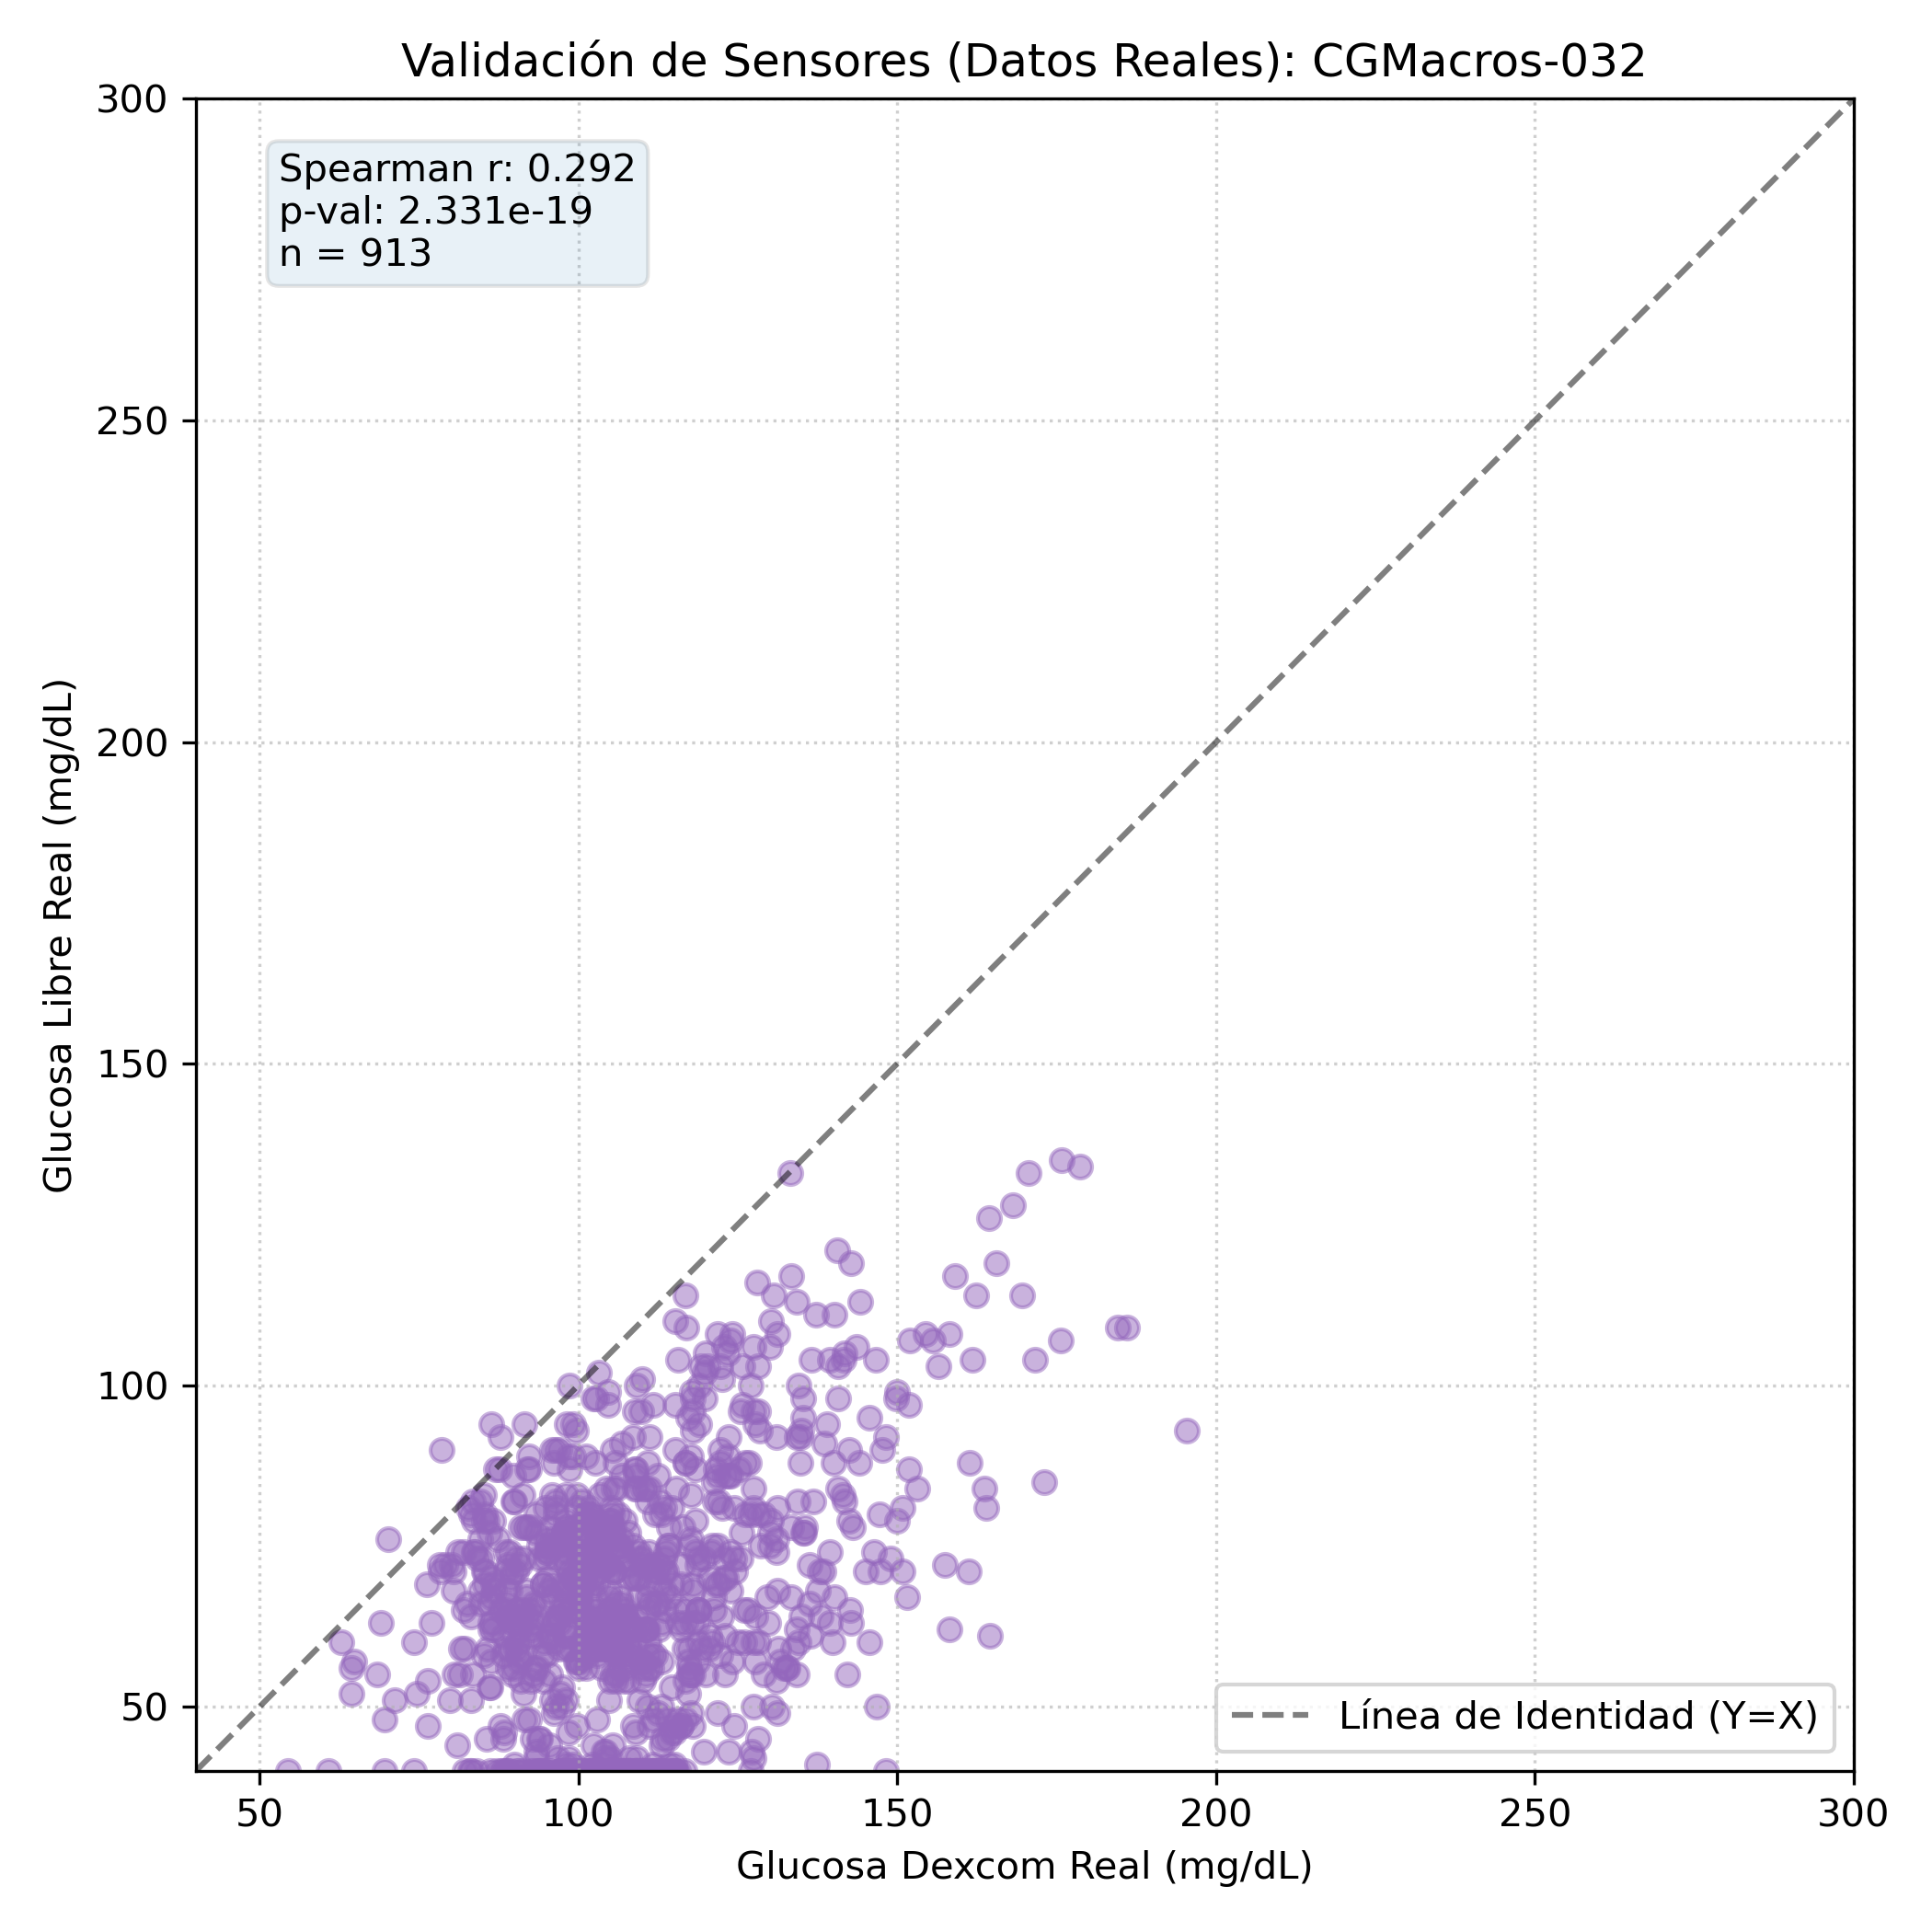 Validación de Sensores (Datos Reales): CGMacros-032
300
250
200
150
100
50
Glucosa Libre Real (mg/dL)
Spearman r: 0.292
p-val: 2.331e-19
n = 913
Línea de Identidad (Y=X)
50
100
150
200
250
300
Glucosa Dexcom Real (mg/dL)